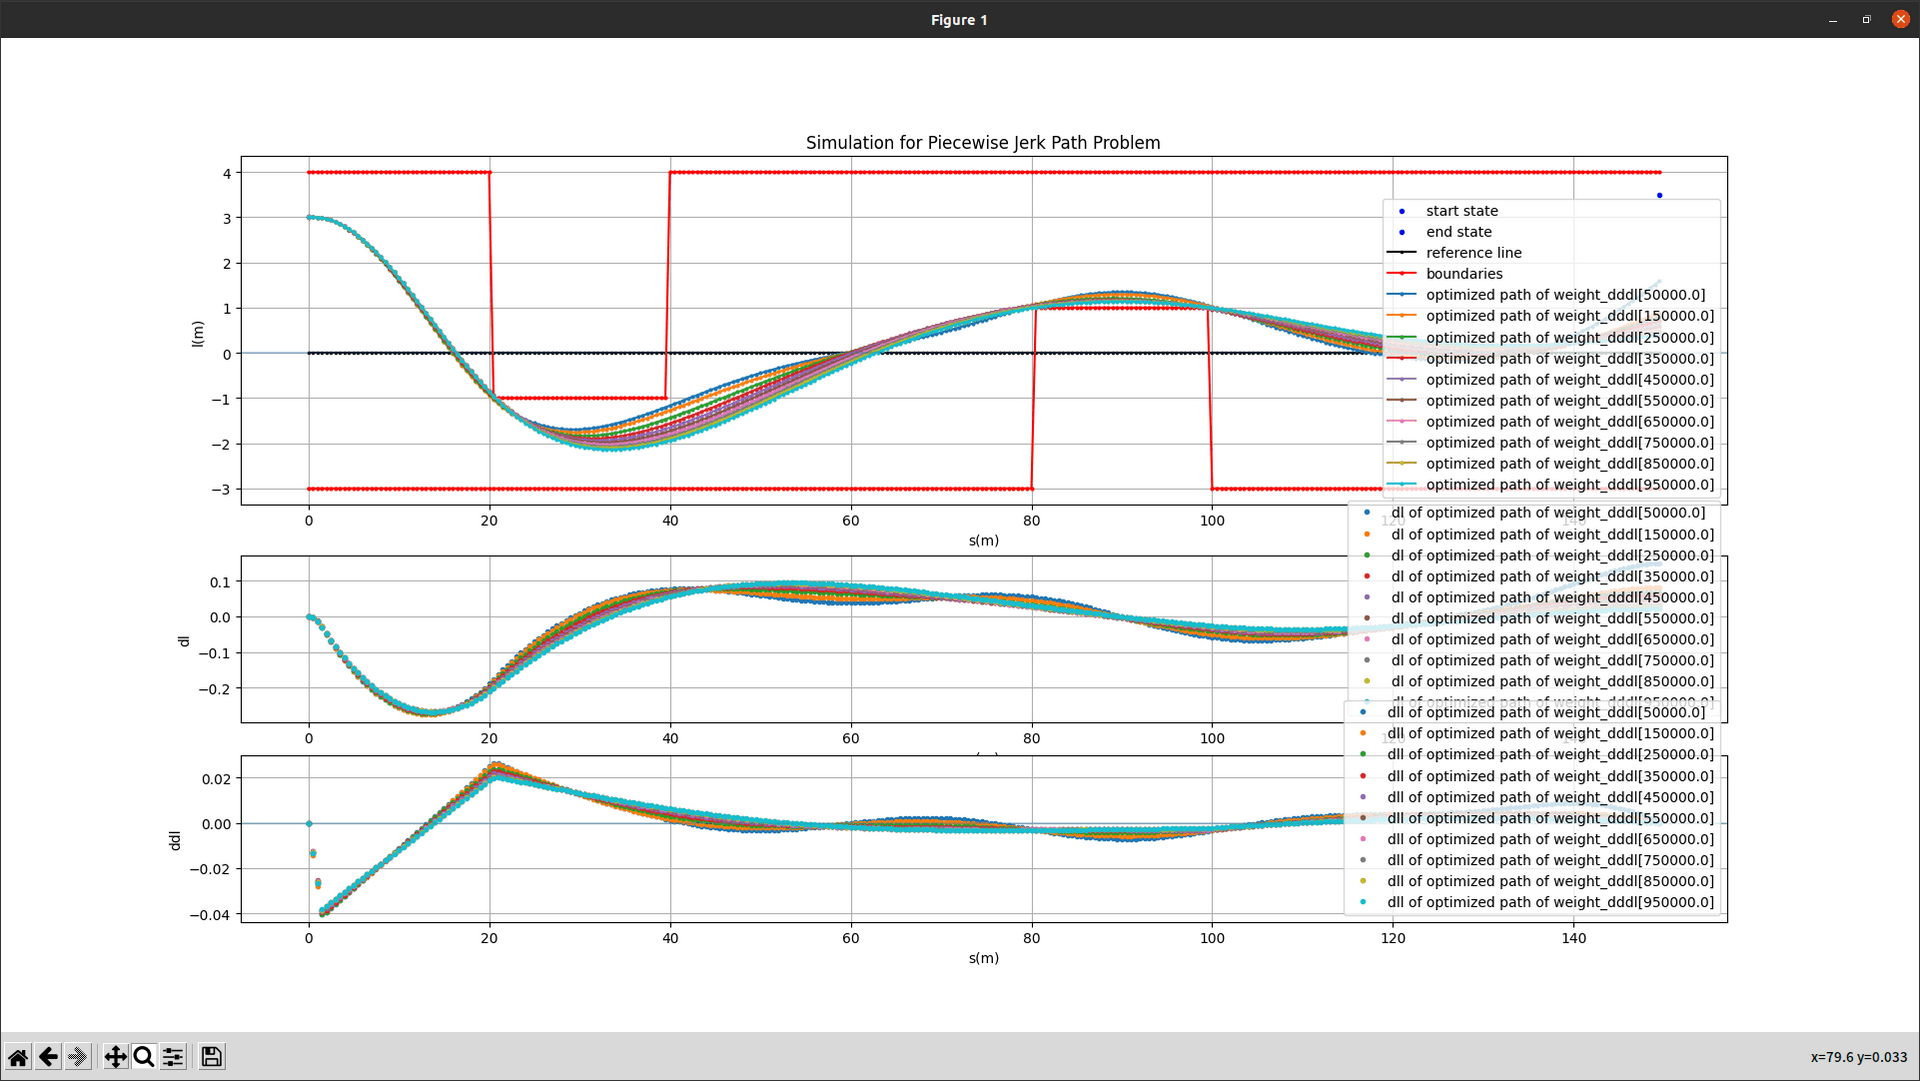 Figure 1
Simulation for Piecewise Jerk Path Problem
4
3
2
1
0
−1
−2
−3
l(m)
0
20
40
60
80
100
120
140
s(m)
start state
end state
reference line
boundaries
optimized path of weight_dddl[50000.0]
optimized path of weight_dddl[150000.0]
optimized path of weight_dddl[250000.0]
optimized path of weight_dddl[350000.0]
optimized path of weight_dddl[450000.0]
optimized path of weight_dddl[550000.0]
optimized path of weight_dddl[650000.0]
optimized path of weight_dddl[750000.0]
optimized path of weight_dddl[850000.0]
optimized path of weight_dddl[950000.0]
0.1
0.0
−0.1
−0.2
dl
0
20
40
60
80
100
120
140
dl of optimized path of weight_dddl[50000.0]
dl of optimized path of weight_dddl[150000.0]
dl of optimized path of weight_dddl[250000.0]
dl of optimized path of weight_dddl[350000.0]
dl of optimized path of weight_dddl[450000.0]
dl of optimized path of weight_dddl[550000.0]
dl of optimized path of weight_dddl[650000.0]
dl of optimized path of weight_dddl[750000.0]
dl of optimized path of weight_dddl[850000.0]
dl of optimized path of weight_dddl[950000.0]
0.02
0.00
−0.02
−0.04
ddl
0
20
40
60
80
100
120
140
s(m)
dll of optimized path of weight_dddl[50000.0]
dll of optimized path of weight_dddl[150000.0]
dll of optimized path of weight_dddl[250000.0]
dll of optimized path of weight_dddl[350000.0]
dll of optimized path of weight_dddl[450000.0]
dll of optimized path of weight_dddl[550000.0]
dll of optimized path of weight_dddl[650000.0]
dll of optimized path of weight_dddl[750000.0]
dll of optimized path of weight_dddl[850000.0]
dll of optimized path of weight_dddl[950000.0]
x=79.6 y=0.033